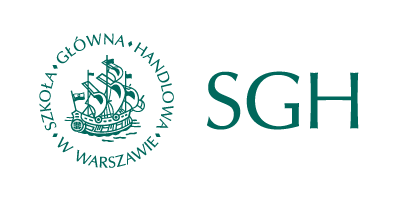 SZKOŁA • GŁÓWNA • HANDLOWA • W WARSZAWIE •
SGH